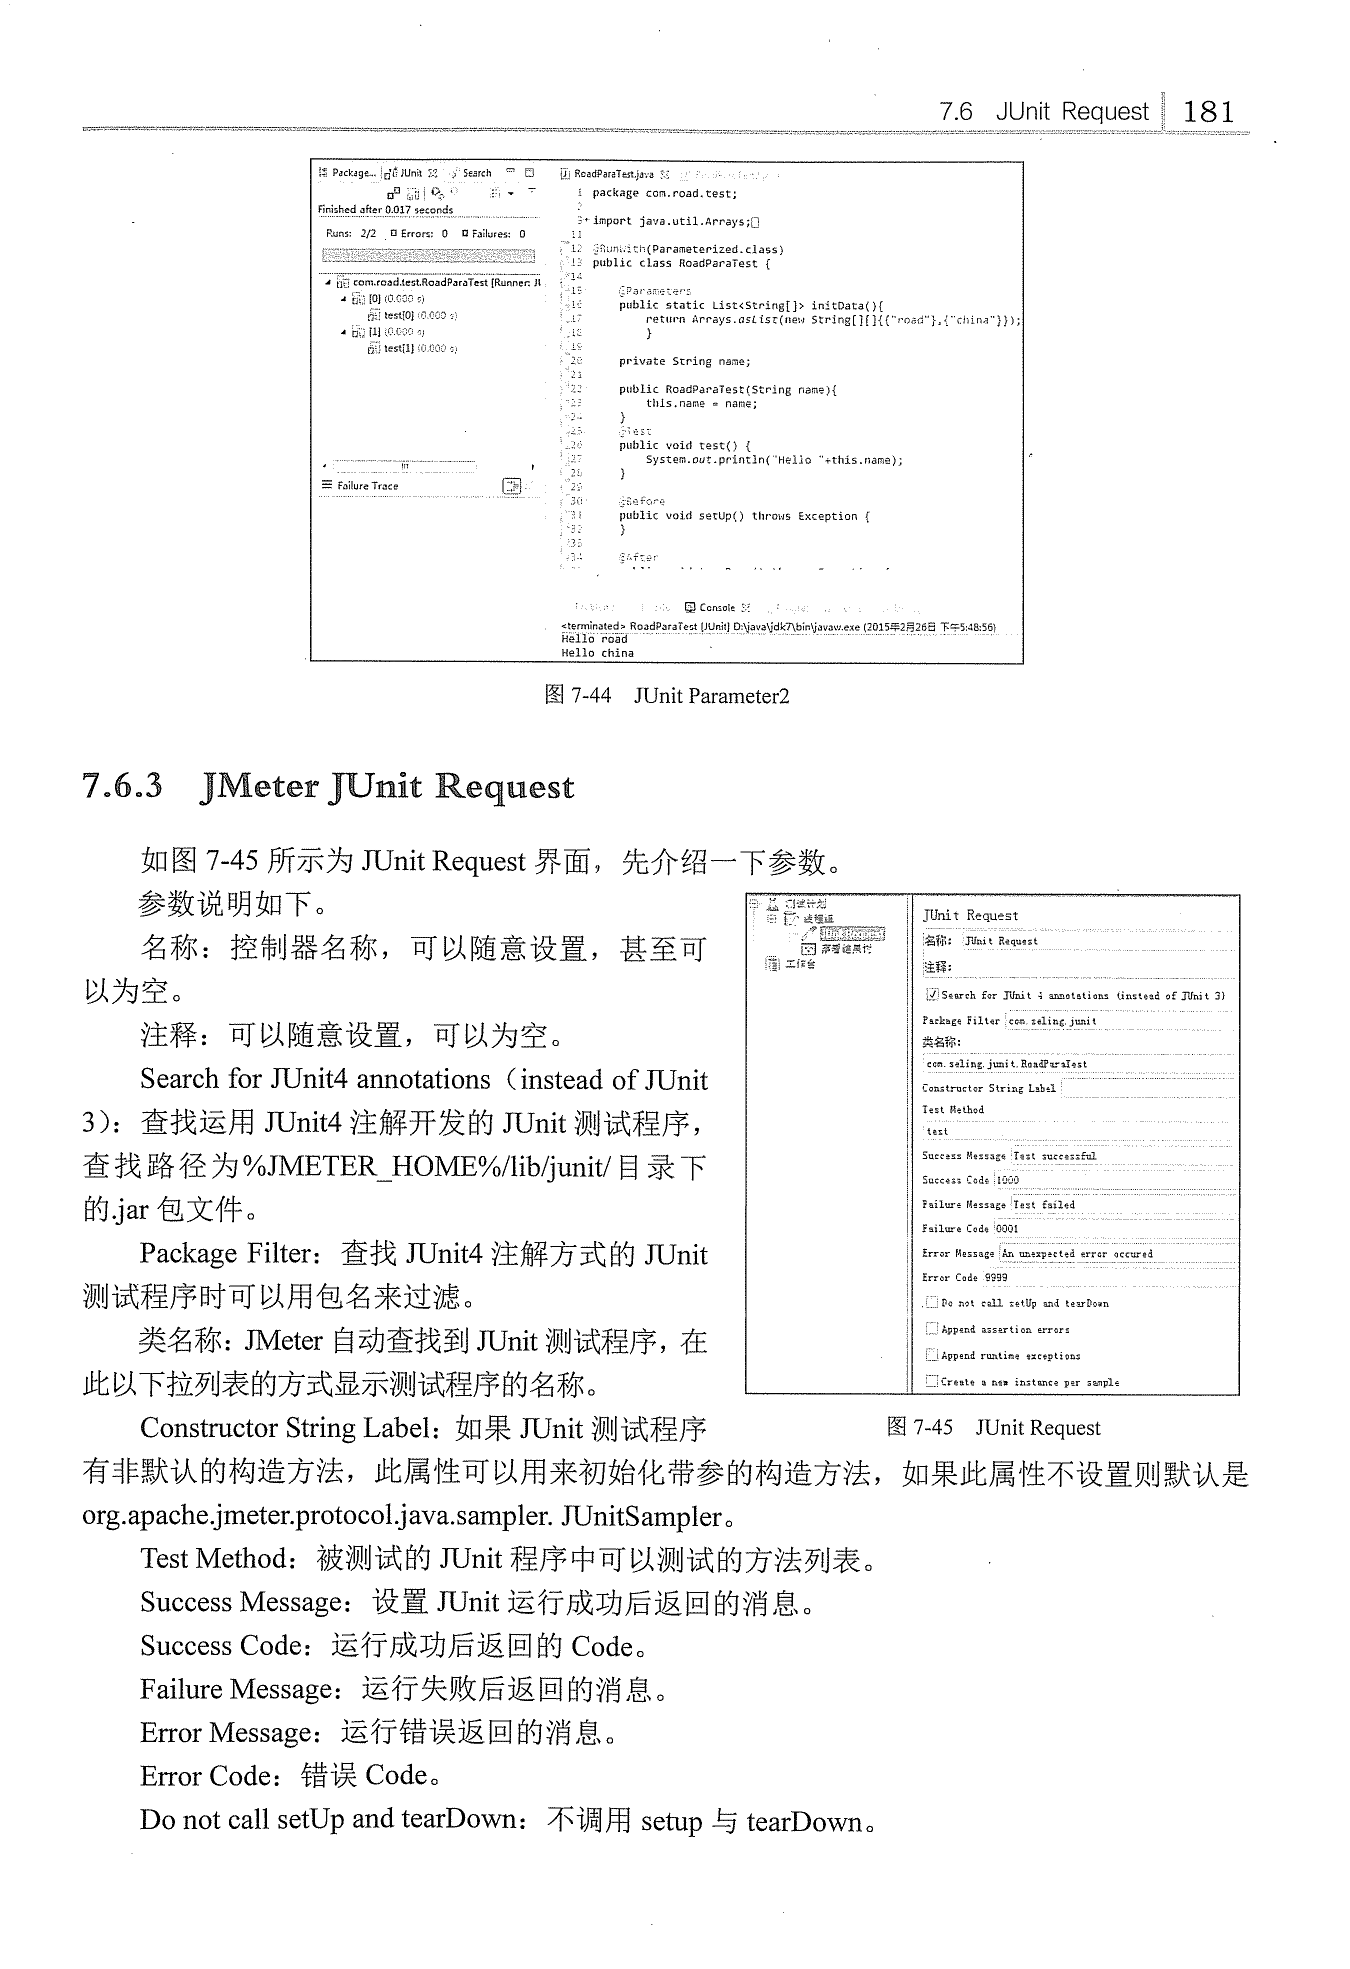 7.6 JUnit Request 181
Package... JUnit Search
Finished after 0.017 seconds
Runs: 2/2 Errors: 0 Failures: 0
com.road.test.RoadParaTest [Runner: JU
[0] (0.000 s)
test[0] (0.000 s)
[1] (0.000 s)
test[1] (0.000 s)
Failure Trace
RoadParaTest.java
1 package com.road.test;
2
3 import java.util.Arrays;
11
12 @RunWith(Parameterized.class)
13 public class RoadParaTest {
14
15 @Parameters
16 public static List<String[]> initData(){
17 return Arrays.asList(new String[][]{{"road"},{"china"}});
18 }
19
20 private String name;
21
22 public RoadParaTest(String name){
23 this.name = name;
24 }
25 @Test
26 public void test() {
27 System.out.println("Hello "+this.name);
28 }
29
30 @Before
31 public void setUp() throws Exception {
32 }
33
34 @After
Console
<terminated> RoadParaTest [JUnit] D:\java\jdk7\bin\javaw.exe (2015年2月26日 下午5:48:56)
Hello road
Hello china
图 7-44 JUnit Parameter2
7.6.3 JMeter JUnit Request
如图 7-45 所示为 JUnit Request 界面，先介绍一下参数。
参数说明如下。
名称：控制器名称，可以随意设置，甚至可
以为空。
注释：可以随意设置，可以为空。
Search for JUnit4 annotations（instead of JUnit
3）：查找运用 JUnit4 注解开发的 JUnit 测试程序，
查找路径为%JMETER_HOME%/lib/junit/目录下
的.jar 包文件。
Package Filter：查找 JUnit4 注解方式的 JUnit
测试程序时可以用包名来过滤。
类名称：JMeter 自动查找到 JUnit 测试程序，在
此以下拉列表的方式显示测试程序的名称。
Constructor String Label：如果 JUnit 测试程序
测试计划
线程组
JUnit Request
察看结果树
工作台
JUnit Request
名称： JUnit Request
注释：
Search for JUnit 4 annotations (instead of JUnit 3)
Package Filter com.seling.junit
类名称：
com.seling.junit.RoadParaTest
Constructor String Label
Test Method
test
Success Message Test successful
Success Code 1000
Failure Message Test failed
Failure Code 0001
Error Message An unexpected error occured
Error Code 9999
Do not call setUp and tearDown
Append assertion errors
Append runtime exceptions
Create a new instance per sample
图 7-45 JUnit Request
有非默认的构造方法，此属性可以用来初始化带参的构造方法，如果此属性不设置则默认是
org.apache.jmeter.protocol.java.sampler. JUnitSampler。
Test Method：被测试的 JUnit 程序中可以测试的方法列表。
Success Message：设置 JUnit 运行成功后返回的消息。
Success Code：运行成功后返回的 Code。
Failure Message：运行失败后返回的消息。
Error Message：运行错误返回的消息。
Error Code：错误 Code。
Do not call setUp and tearDown：不调用 setup 与 tearDown。